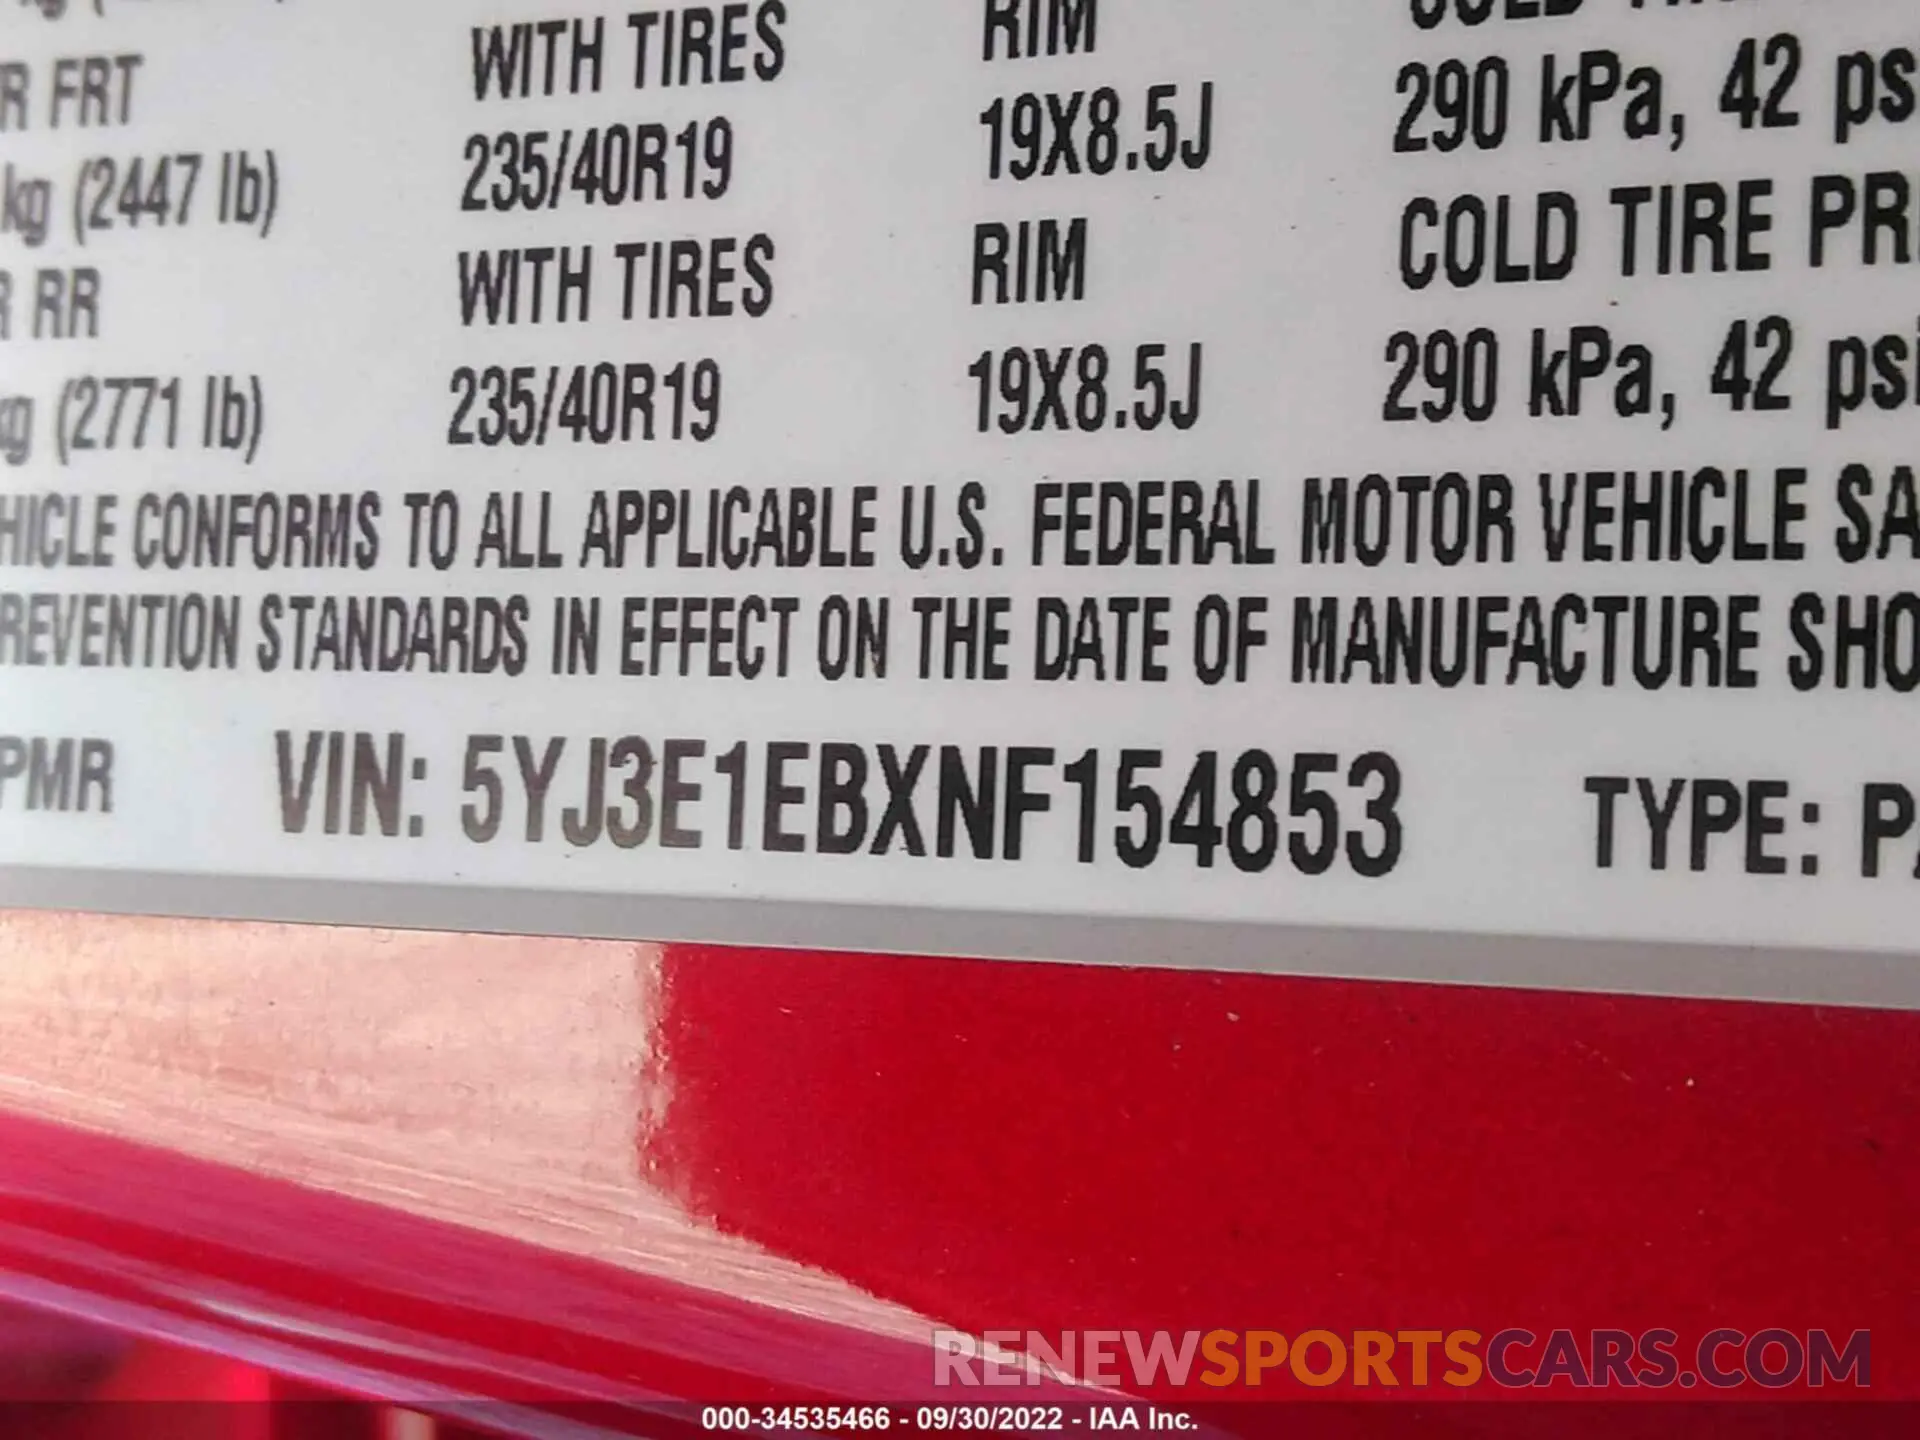 WITH TIRES RIM COLD
R FRT 235/40R19 19X8.5J 290 kPa, 42 ps
kg (2447 lb) WITH TIRES RIM COLD TIRE PR
R RR
kg (2771 lb) 235/40R19 19X8.5J 290 kPa, 42 psi
HICLE CONFORMS TO ALL APPLICABLE U.S. FEDERAL MOTOR VEHICLE SA
REVENTION STANDARDS IN EFFECT ON THE DATE OF MANUFACTURE SHO
PMR VIN: 5YJ3E1EBXNF154853 TYPE: PA
RENEWSPORTSCARS.COM
000-34535466 - 09/30/2022 - IAA Inc.